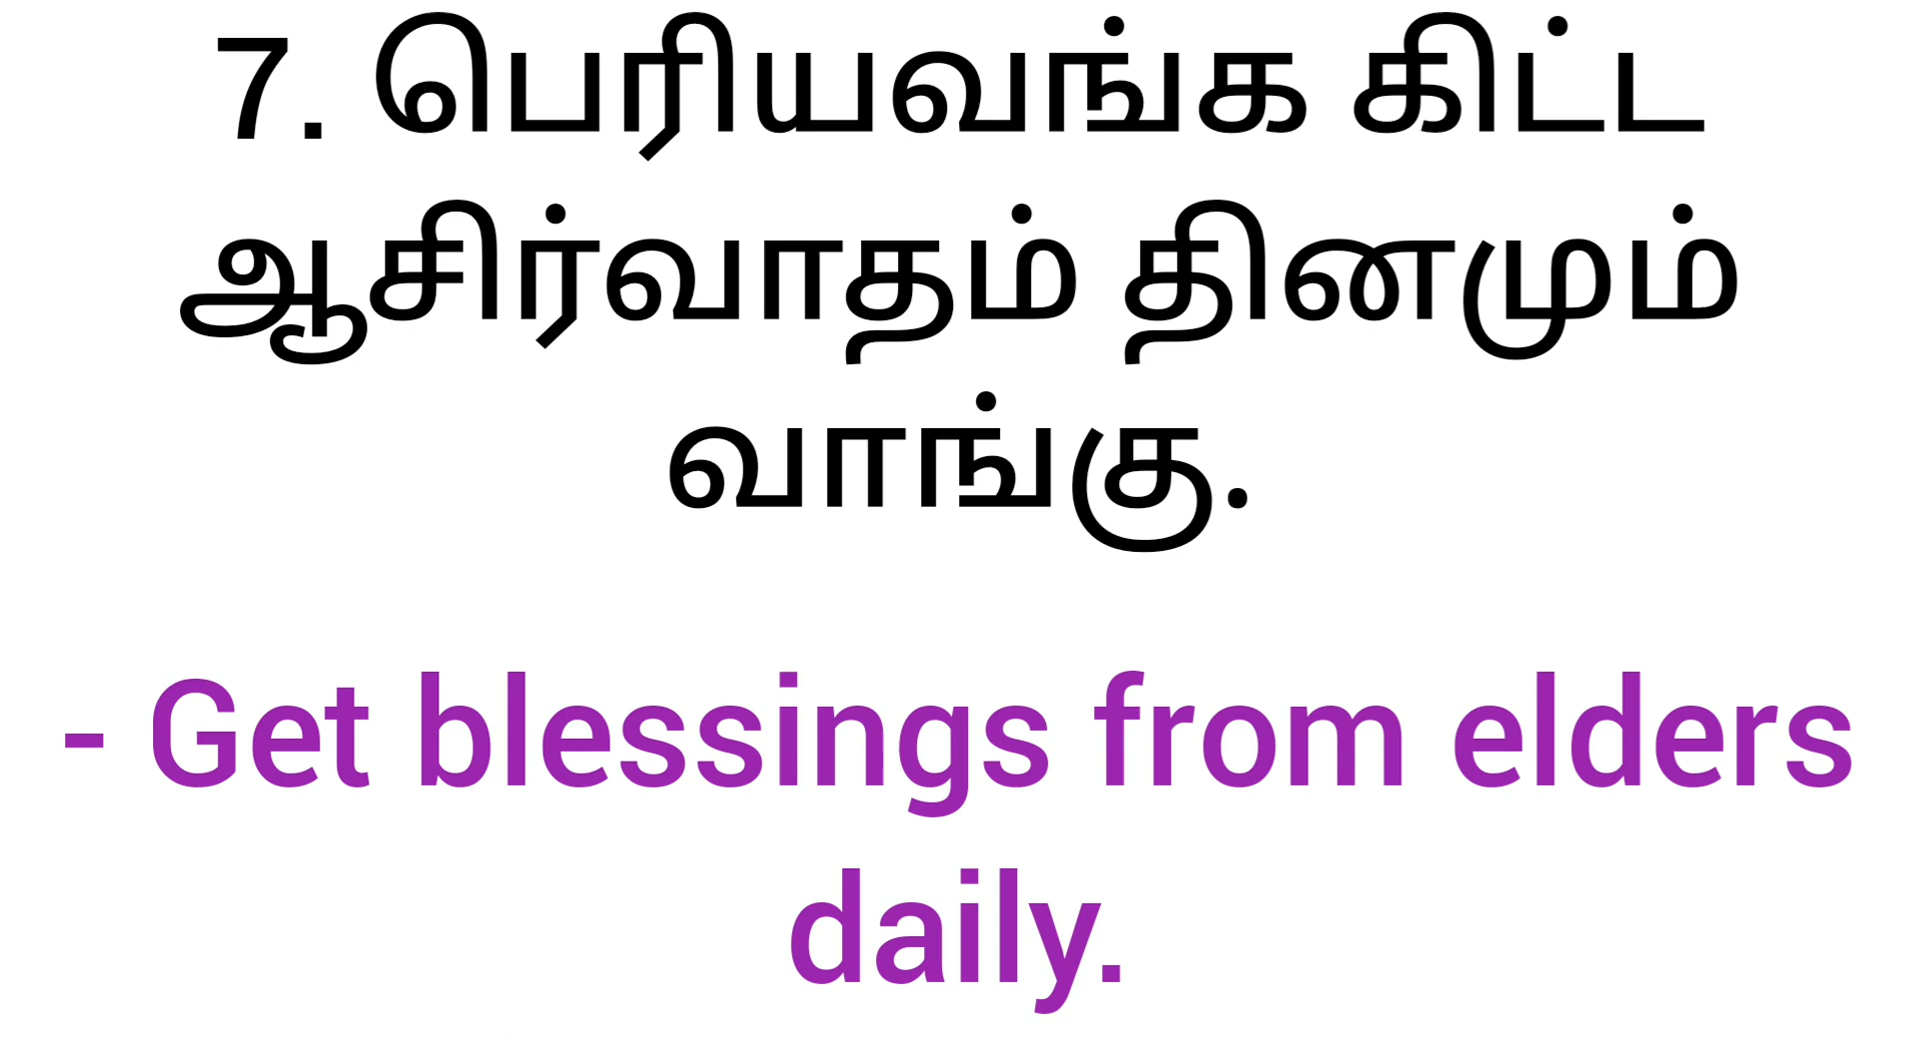 7. பெரியவங்க கிட்ட
ஆசிர்வாதம் தினமும்
வாங்கு.
- Get blessings from elders
daily.